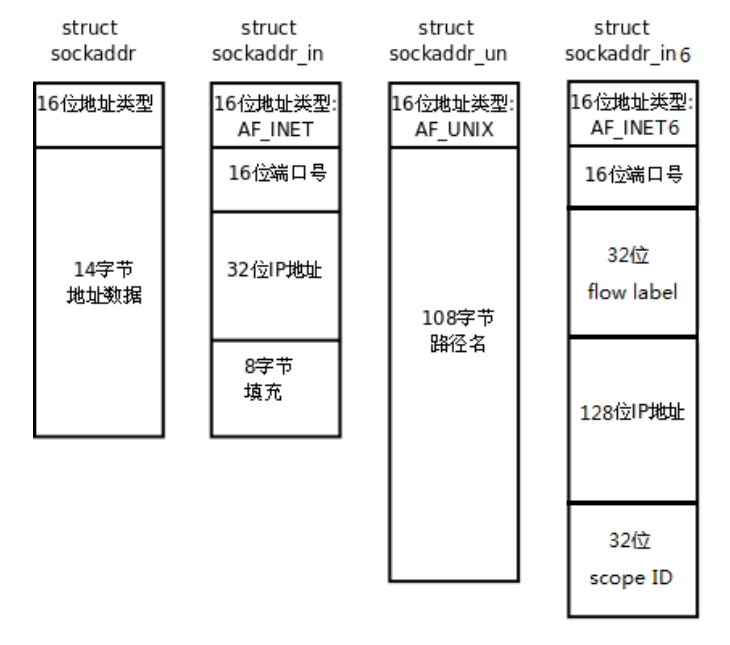 struct
sockaddr
16位地址类型
14字节
地址数据
struct
sockaddr_in
16位地址类型:
AF_INET
16位端口号
32位IP地址
8字节
填充
struct
sockaddr_un
16位地址类型:
AF_UNIX
108字节
路径名
struct
sockaddr_in6
16位地址类型:
AF_INET6
16位端口号
32位
flow label
128位IP地址
32位
scope ID